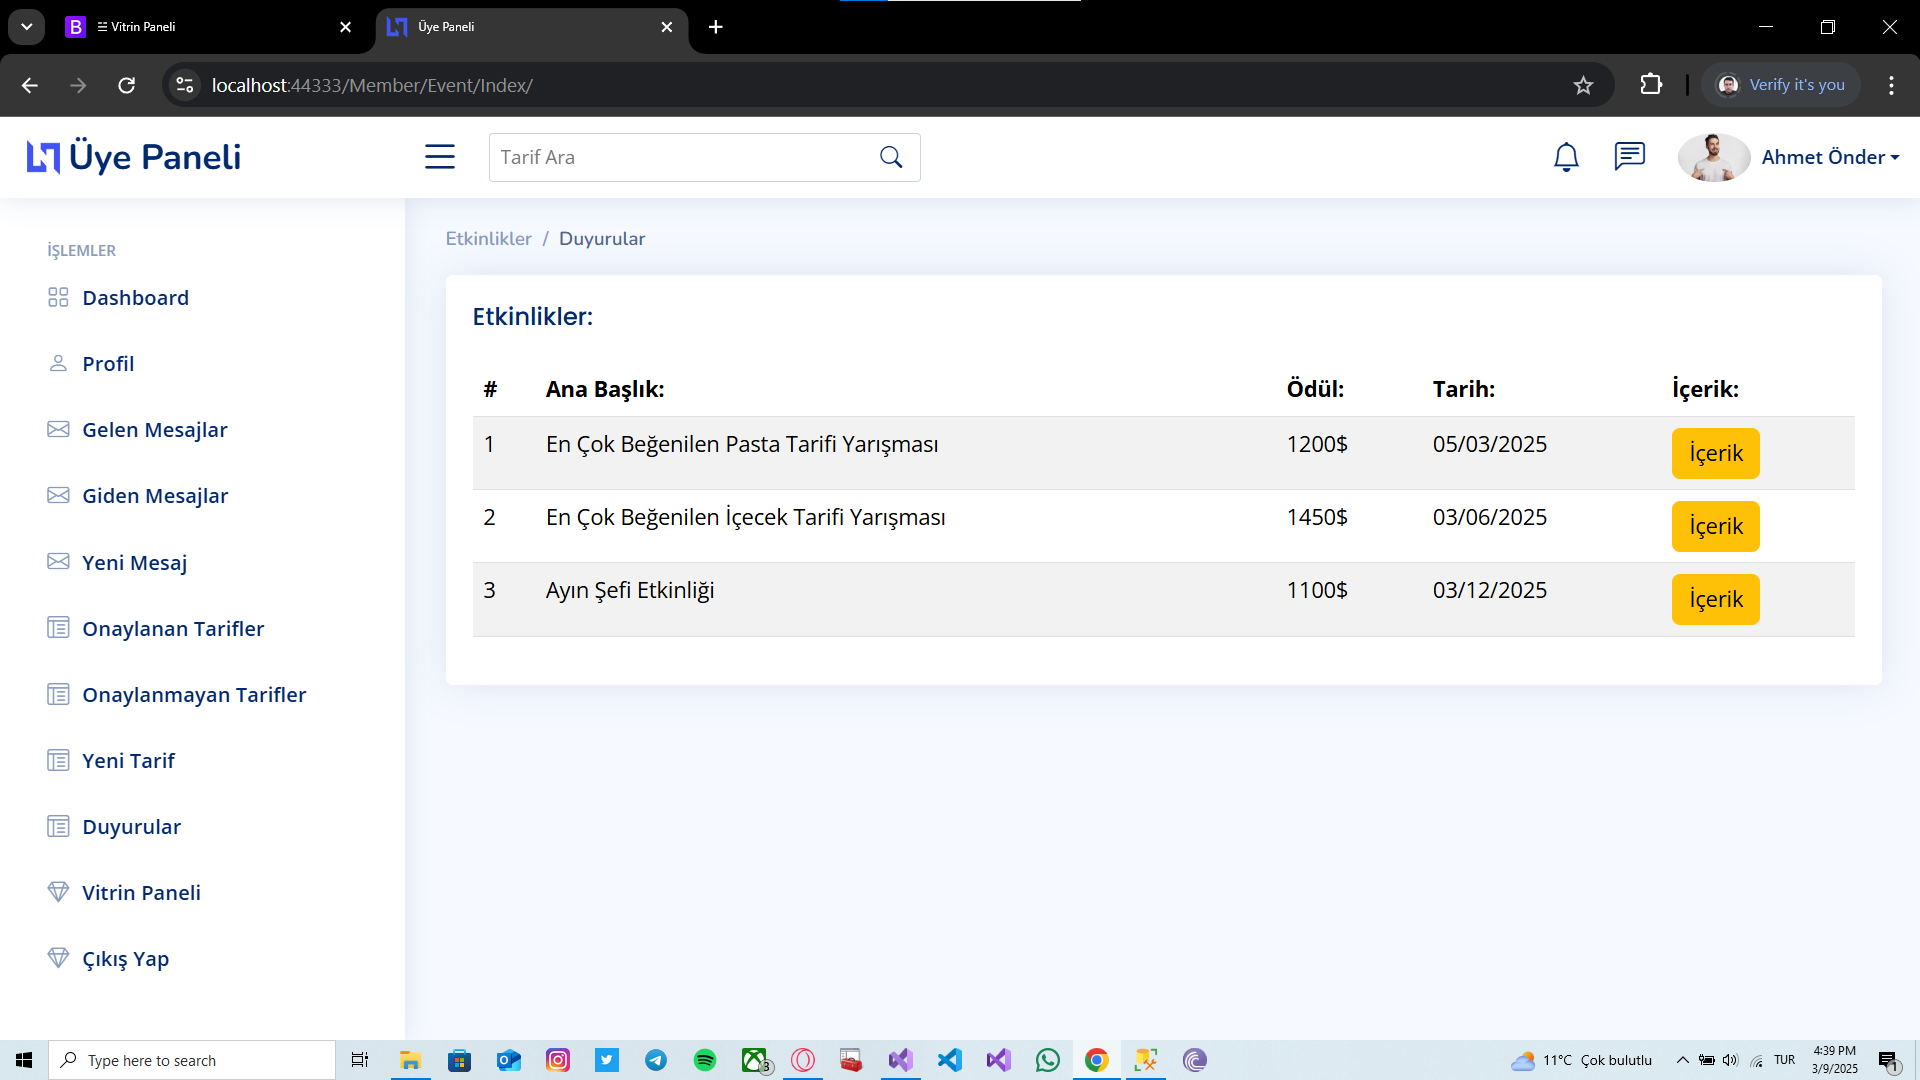 Vitrin Paneli
Üye Paneli
localhost:44333/Member/Event/Index/
Verify it's you
Üye Paneli
Tarif Ara
Ahmet Önder
İŞLEMLER
Dashboard
Profil
Gelen Mesajlar
Giden Mesajlar
Yeni Mesaj
Onaylanan Tarifler
Onaylanmayan Tarifler
Yeni Tarif
Duyurular
Vitrin Paneli
Çıkış Yap
Etkinlikler / Duyurular
Etkinlikler:
# Ana Başlık: Ödül: Tarih: İçerik:
1 En Çok Beğenilen Pasta Tarifi Yarışması 1200$ 05/03/2025 İçerik
2 En Çok Beğenilen İçecek Tarifi Yarışması 1450$ 03/06/2025 İçerik
3 Ayın Şefi Etkinliği 1100$ 03/12/2025 İçerik
Type here to search
3
11°C Çok bulutlu
TUR
4:39 PM
3/9/2025
1